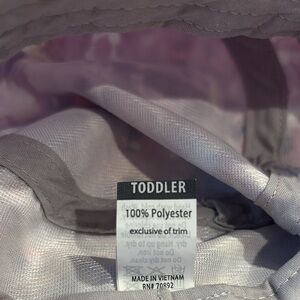 TODDLER
100% Polyester
exclusive of trim
MADE IN VIETNAM
RN# 70892